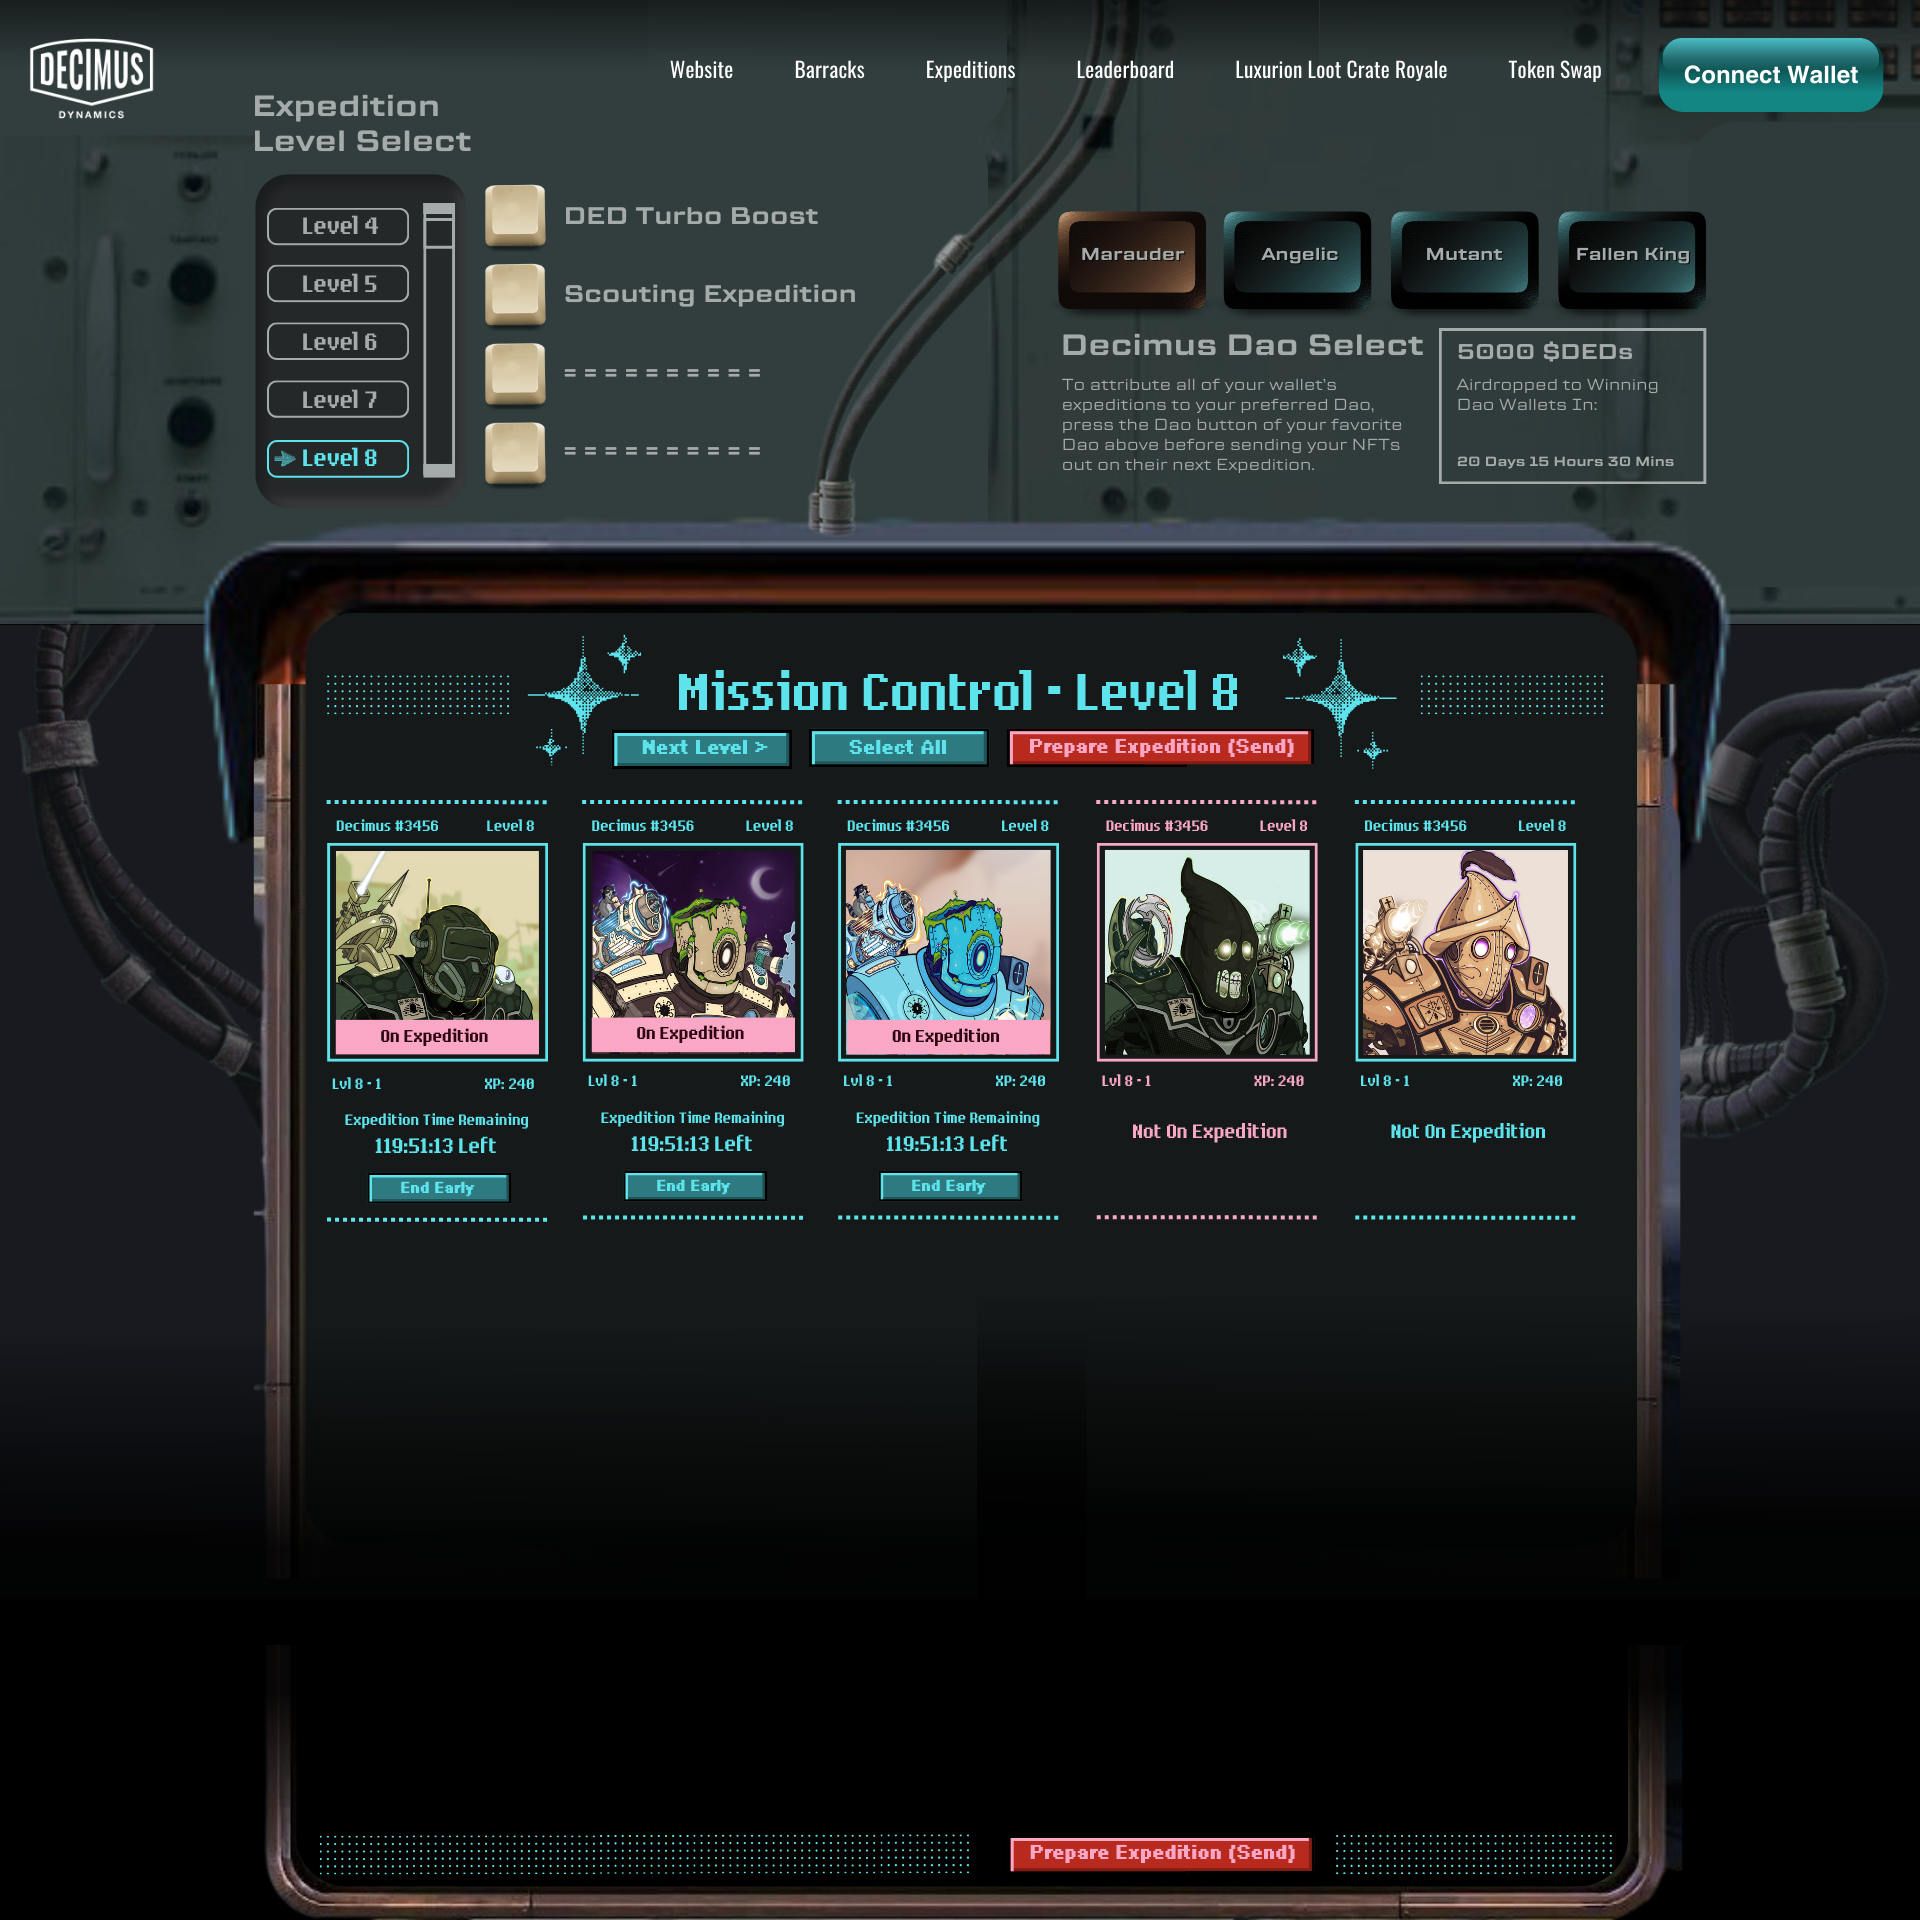 DECIMUS
DYNAMICS
Website
Barracks
Expeditions
Leaderboard
Luxurion Loot Crate Royale
Token Swap
Connect Wallet
Expedition
Level Select
Level 4
Level 5
Level 6
Level 7
Level 8
DED Turbo Boost
Scouting Expedition
= = = = = = = = = =
= = = = = = = = = =
Marauder
Angelic
Mutant
Fallen King
Decimus Dao Select
To attribute all of your wallet's
expeditions to your preferred Dao,
press the Dao button of your favorite
Dao above before sending your NFTs
out on their next Expedition.
5000 $DEDs
Airdropped to Winning
Dao Wallets In:
20 Days 15 Hours 30 Mins
Mission Control - Level 8
Next Level >
Select All
Prepare Expedition (Send)
Decimus #3456 Level 8
On Expedition
Lvl 8 - 1 XP: 240
Expedition Time Remaining
119:51:13 Left
End Early
Decimus #3456 Level 8
On Expedition
Lvl 8 - 1 XP: 240
Expedition Time Remaining
119:51:13 Left
End Early
Decimus #3456 Level 8
On Expedition
Lvl 8 - 1 XP: 240
Expedition Time Remaining
119:51:13 Left
End Early
Decimus #3456 Level 8
Lvl 8 - 1 XP: 240
Not On Expedition
Decimus #3456 Level 8
Lvl 8 - 1 XP: 240
Not On Expedition
Prepare Expedition (Send)